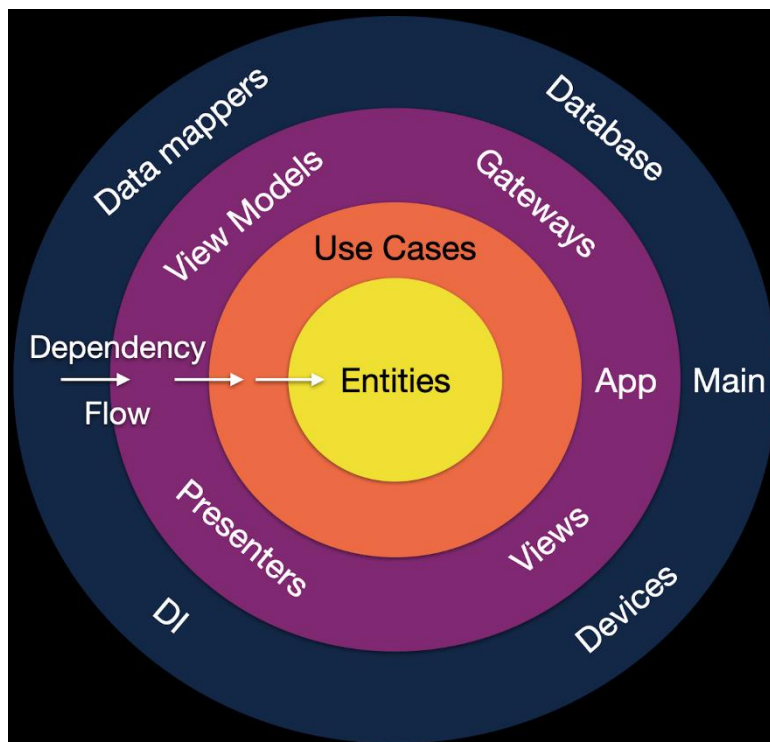 Data mappers
Database
View Models
Gateways
Use Cases
Dependency
Flow
Entities
App
Main
Presenters
Views
DI
Devices